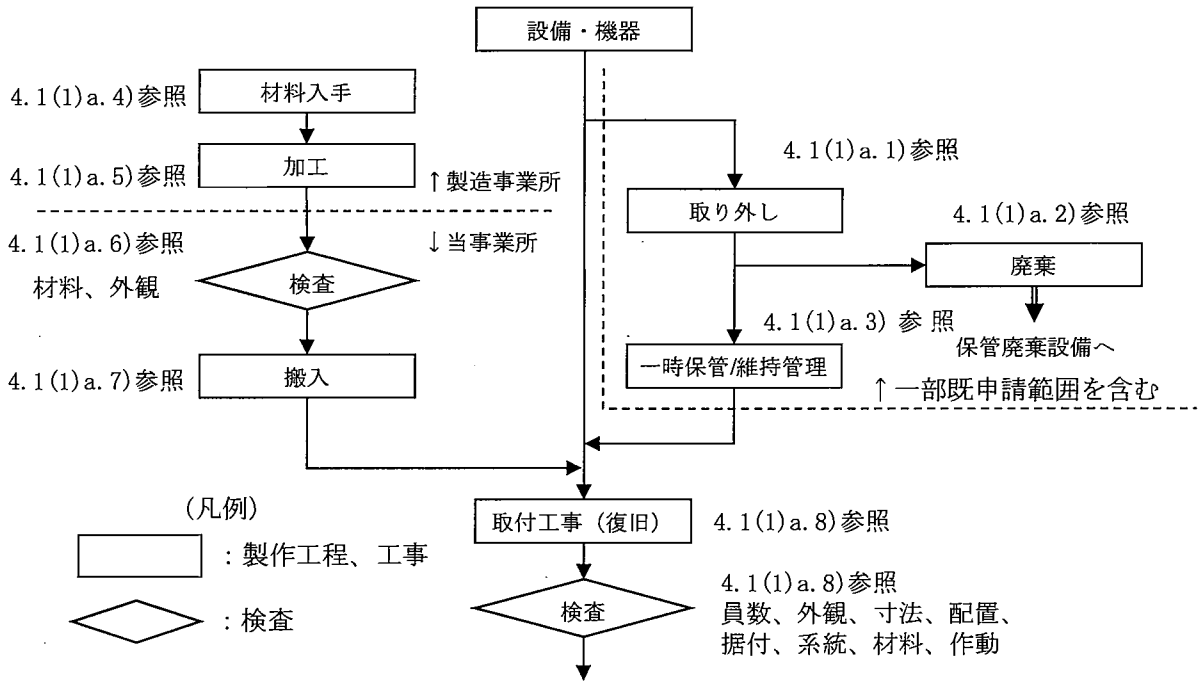 設備・機器
4.1(1)a.4)参照
材料入手
4.1(1)a.5)参照
加工
↑製造事業所
↓当事業所
4.1(1)a.6)参照
材料、外観
検査
4.1(1)a.7)参照
搬入
4.1(1)a.1)参照
取り外し
4.1(1)a.2)参照
廃棄
保管廃棄設備へ
4.1(1)a.3) 参照
一時保管/維持管理
↑一部既申請範囲を含む
取付工事（復旧）
4.1(1)a.8)参照
検査
4.1(1)a.8)参照
員数、外観、寸法、配置、
据付、系統、材料、作動
(凡例)
：製作工程、工事
：検査